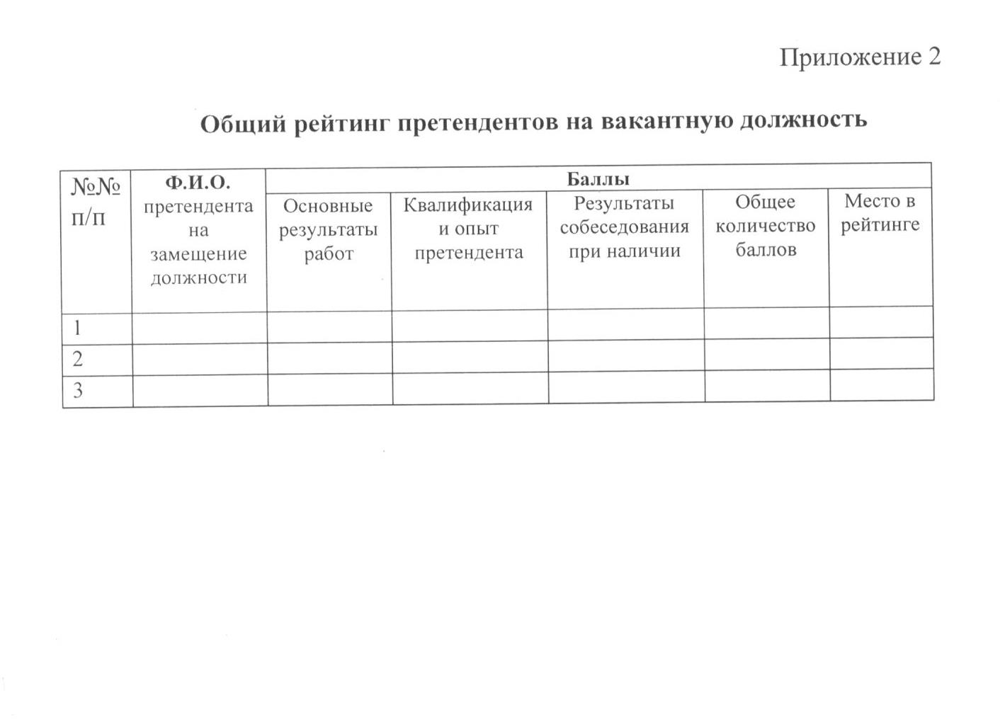 Приложение 2
Общий рейтинг претендентов на вакантную должность
№№
п/п
Ф.И.О.
претендента
на
замещение
должности
Баллы
Основные
результаты
работ
Квалификация
и опыт
претендента
Результаты
собеседования
при наличии
Общее
количество
баллов
Место в
рейтинге
1
2
3